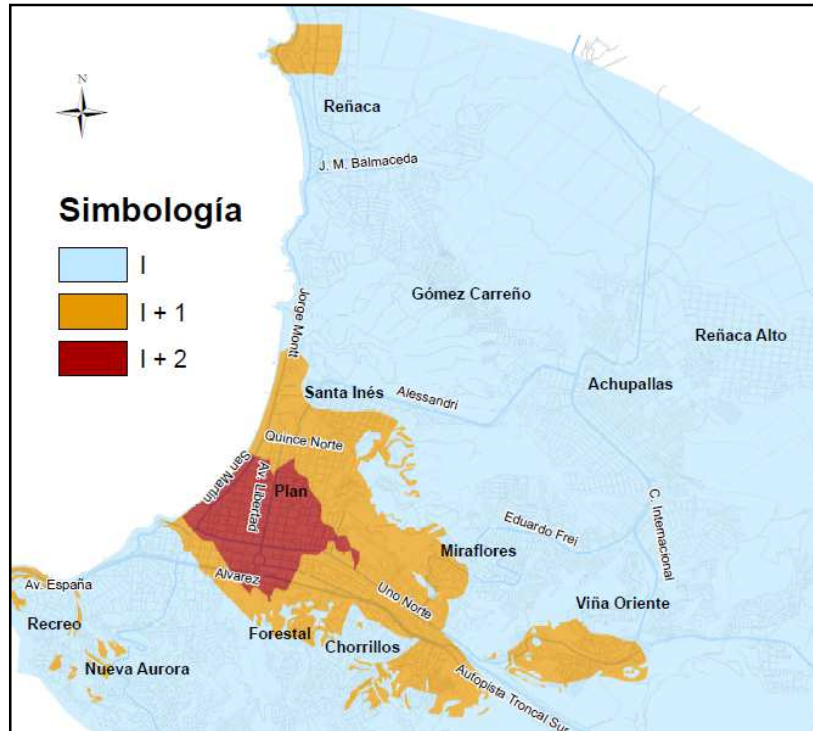 N
Reñaca
J. M. Balmaceda
Simbología
I
I + 1
I + 2
Gómez Carreño
Jorge Montt
Reñaca Alto
Achupallas
Santa Inés
Alessandri
Quince Norte
San Martín
Av. Libertad
Plan
Eduardo Frei
C. Internacional
Miraflores
Av. España
Alvarez
Uno Norte
Viña Oriente
Recreo
Forestal
Chorrillos
Nueva Aurora
Autopista Troncal Sur